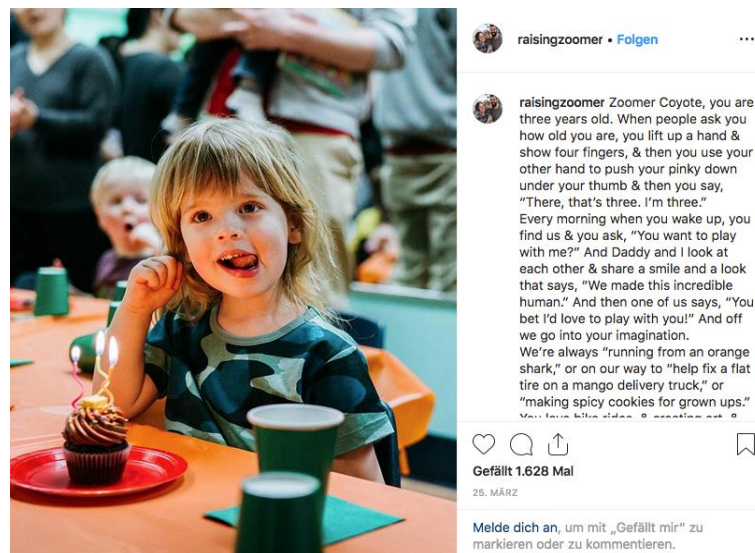 raisingzoomer • Folgen
raisingzoomer Zoomer Coyote, you are
three years old. When people ask you
how old you are, you lift up a hand &
show four fingers, & then you use your
other hand to push your pinky down
under your thumb & then you say,
“There, that’s three. I’m three.”
Every morning when you wake up, you
find us & you ask, “You want to play
with me?” And Daddy and I look at
each other & share a smile and a look
that says, “We made this incredible
human.” And then one of us says, “You
bet I’d love to play with you!” And off
we go into your imagination.
We’re always “running from an orange
shark,” or on our way to “help fix a flat
tire on a mango delivery truck,” or
“making spicy cookies for grown ups.”
You love bike rides, & creating art, &
Gefällt 1.628 Mal
25. MÄRZ
Melde dich an, um mit „Gefällt mir“ zu
markieren oder zu kommentieren.